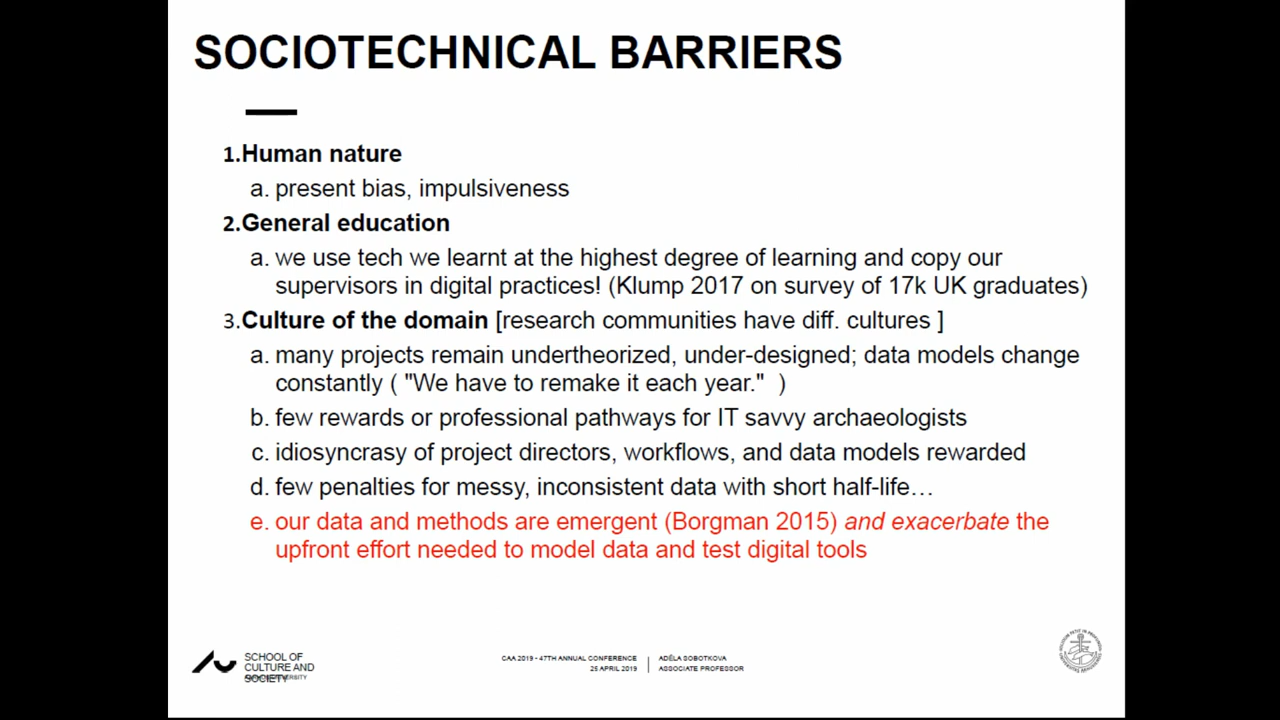 SOCIOTECHNICAL BARRIERS
1.Human nature
a. present bias, impulsiveness
2.General education
a. we use tech we learnt at the highest degree of learning and copy our
supervisors in digital practices! (Klump 2017 on survey of 17k UK graduates)
3.Culture of the domain [research communities have diff. cultures ]
a. many projects remain undertheorized, under-designed; data models change
constantly ( "We have to remake it each year." )
b. few rewards or professional pathways for IT savvy archaeologists
c. idiosyncrasy of project directors, workflows, and data models rewarded
d. few penalties for messy, inconsistent data with short half-life…
e. our data and methods are emergent (Borgman 2015) and exacerbate the
upfront effort needed to model data and test digital tools
SCHOOL OF
CULTURE AND
SOCIETY
CAA 2019 - 47TH ANNUAL CONFERENCE
25 APRIL 2019
ADÉLA SOBOTKOVA
ASSOCIATE PROFESSOR